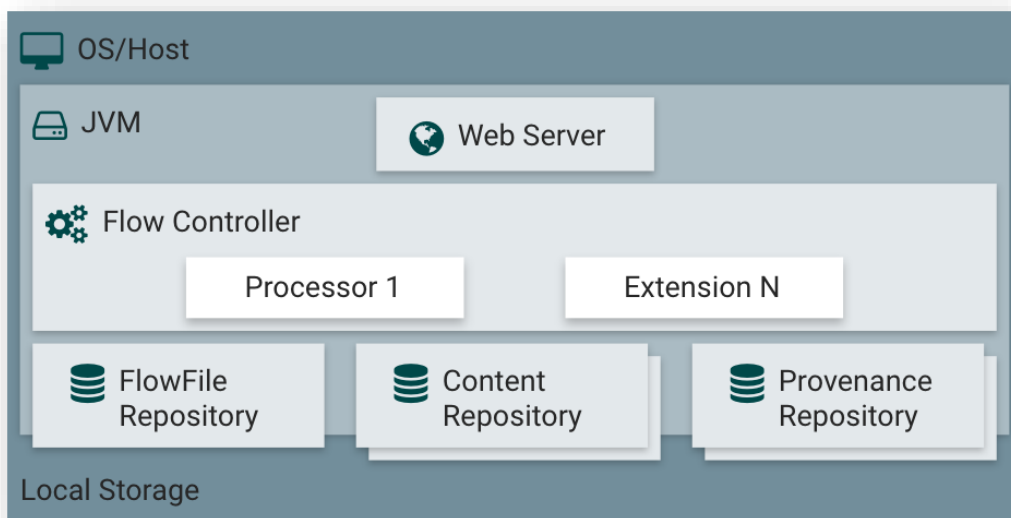 OS/Host
JVM
Web Server
Flow Controller
Processor 1
Extension N
FlowFile
Repository
Content
Repository
Provenance
Repository
Local Storage